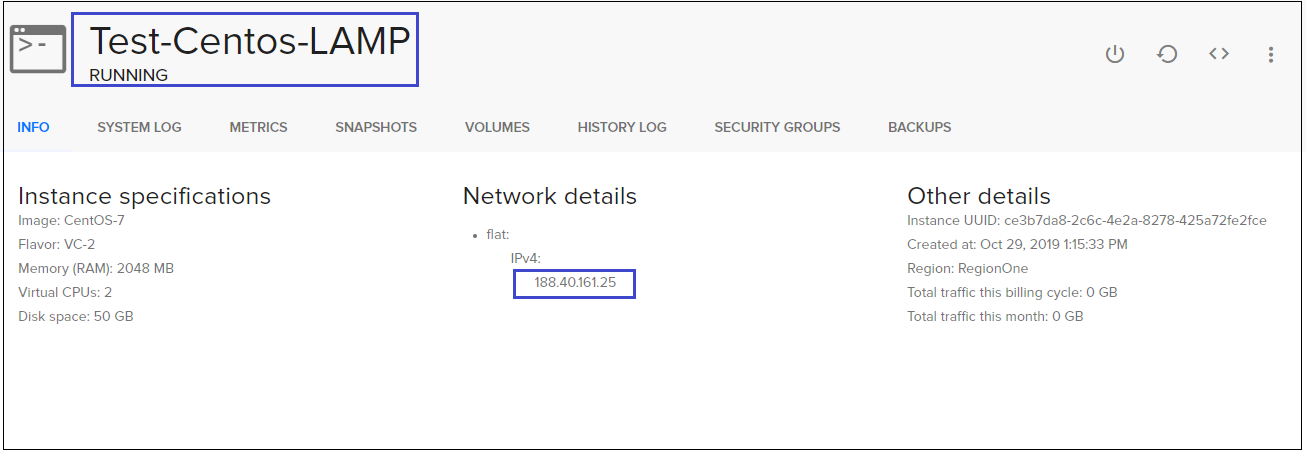 Test-Centos-LAMP
RUNNING
INFO SYSTEM LOG METRICS SNAPSHOTS VOLUMES HISTORY LOG SECURITY GROUPS BACKUPS
Instance specifications
Image: CentOS-7
Flavor: VC-2
Memory (RAM): 2048 MB
Virtual CPUs: 2
Disk space: 50 GB
Network details
flat:
IPv4:
188.40.161.25
Other details
Instance UUID: ce3b7da8-2c6c-4e2a-8278-425a72fe2fce
Created at: Oct 29, 2019 1:15:33 PM
Region: RegionOne
Total traffic this billing cycle: 0 GB
Total traffic this month: 0 GB